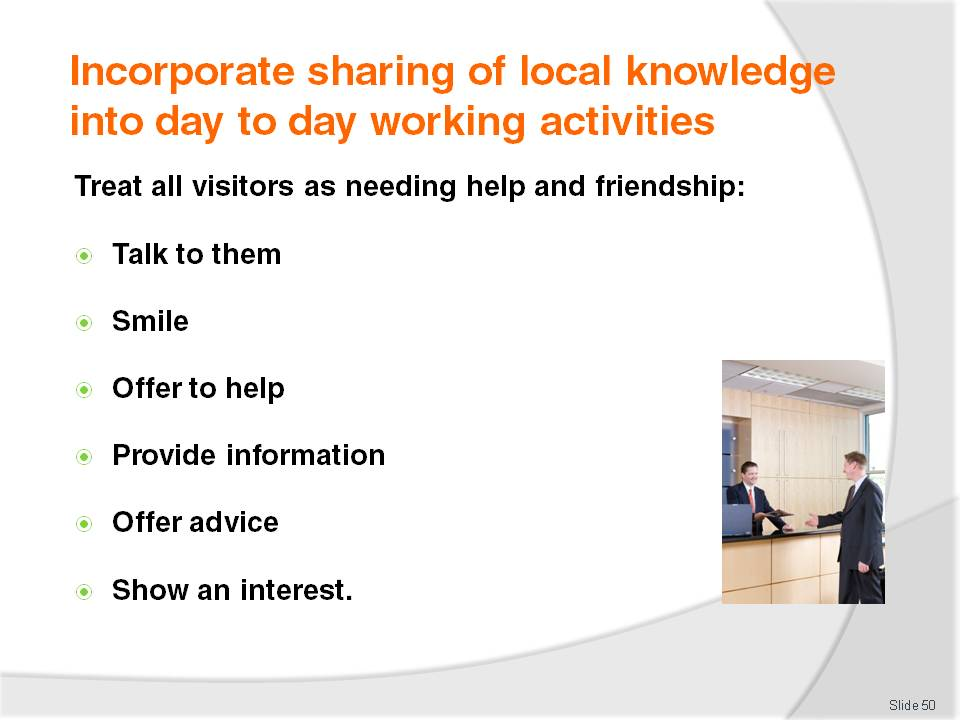 Incorporate sharing of local knowledge
into day to day working activities
Treat all visitors as needing help and friendship:
Talk to them
Smile
Offer to help
Provide information
Offer advice
Show an interest.
Slide 50